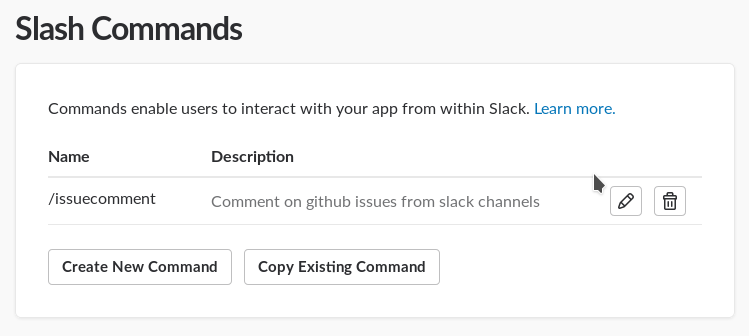 Slash Commands
Commands enable users to interact with your app from within Slack. Learn more.
Name Description
/issuecomment Comment on github issues from slack channels
Create New Command Copy Existing Command